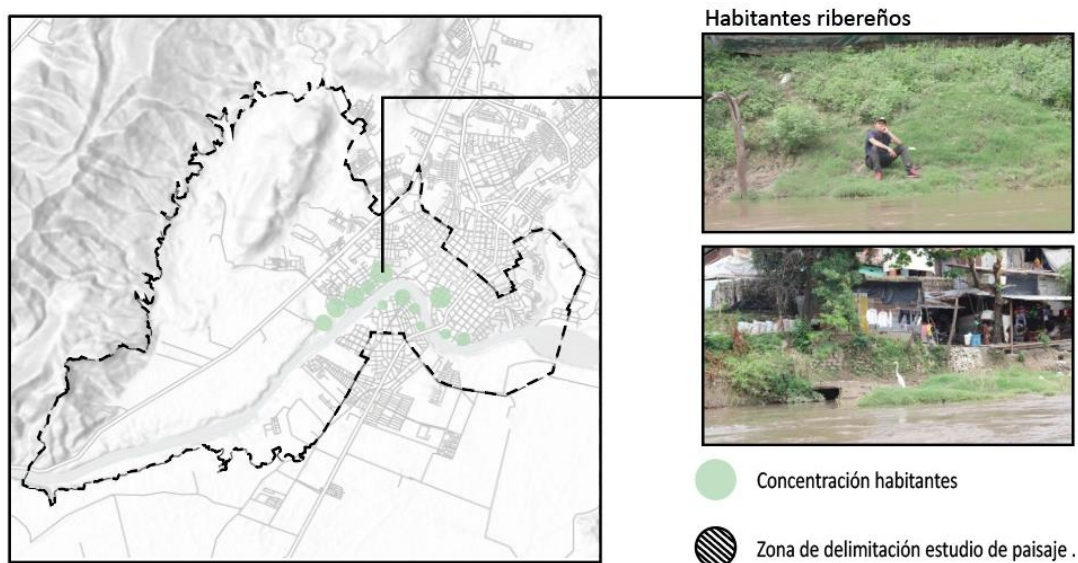 Habitantes ribereños
Concentración habitantes
Zona de delimitación estudio de paisaje .